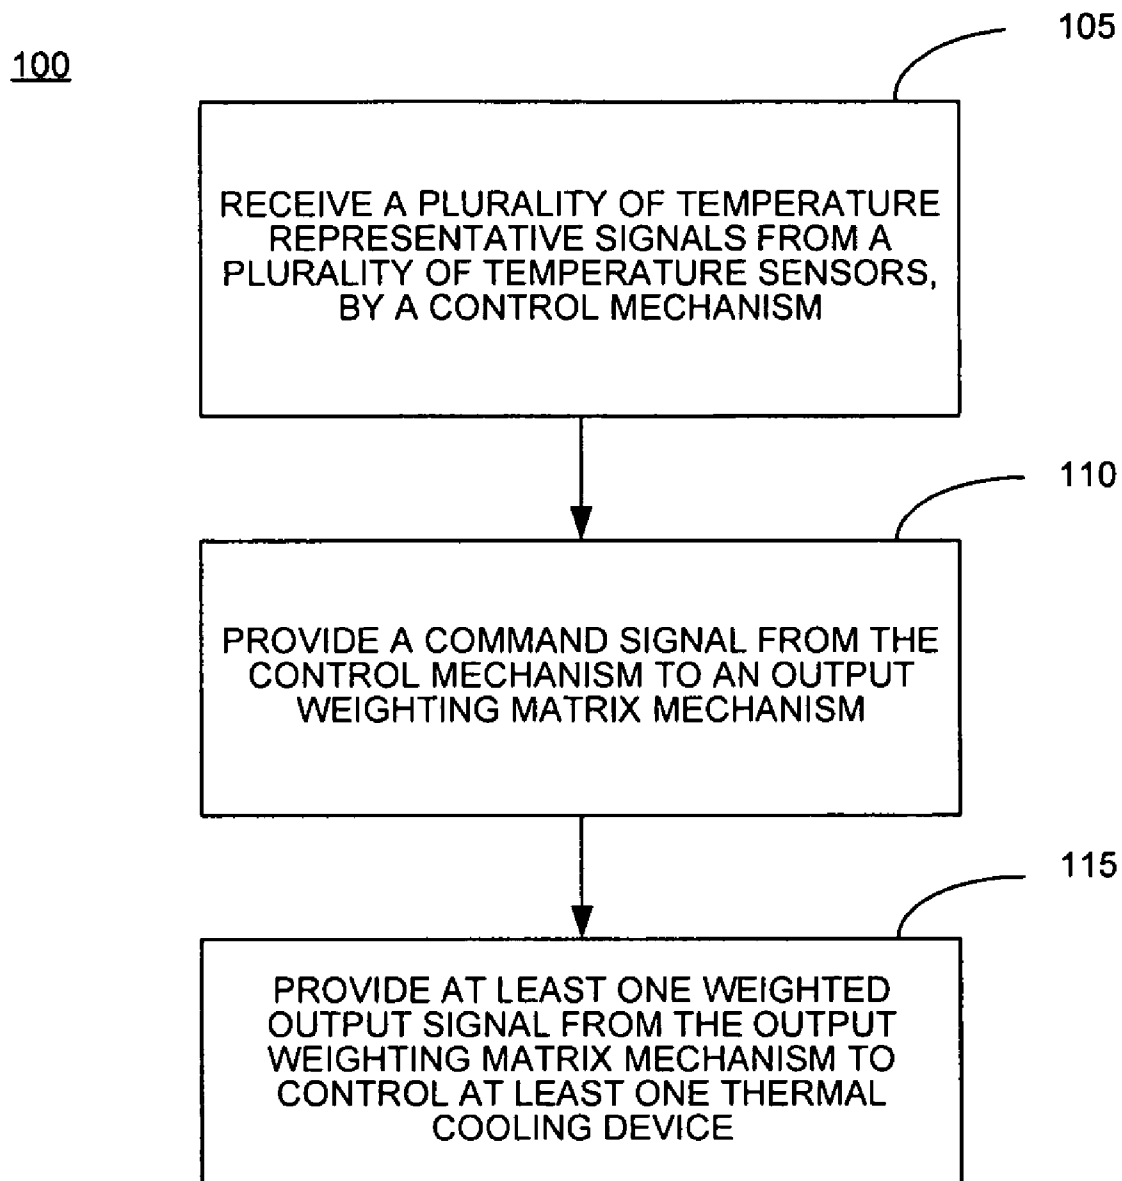 105
100
RECEIVE A PLURALITY OF TEMPERATURE
REPRESENTATIVE SIGNALS FROM A
PLURALITY OF TEMPERATURE SENSORS,
BY A CONTROL MECHANISM
110
PROVIDE A COMMAND SIGNAL FROM THE
CONTROL MECHANISM TO AN OUTPUT
WEIGHTING MATRIX MECHANISM
115
PROVIDE AT LEAST ONE WEIGHTED
OUTPUT SIGNAL FROM THE OUTPUT
WEIGHTING MATRIX MECHANISM TO
CONTROL AT LEAST ONE THERMAL
COOLING DEVICE